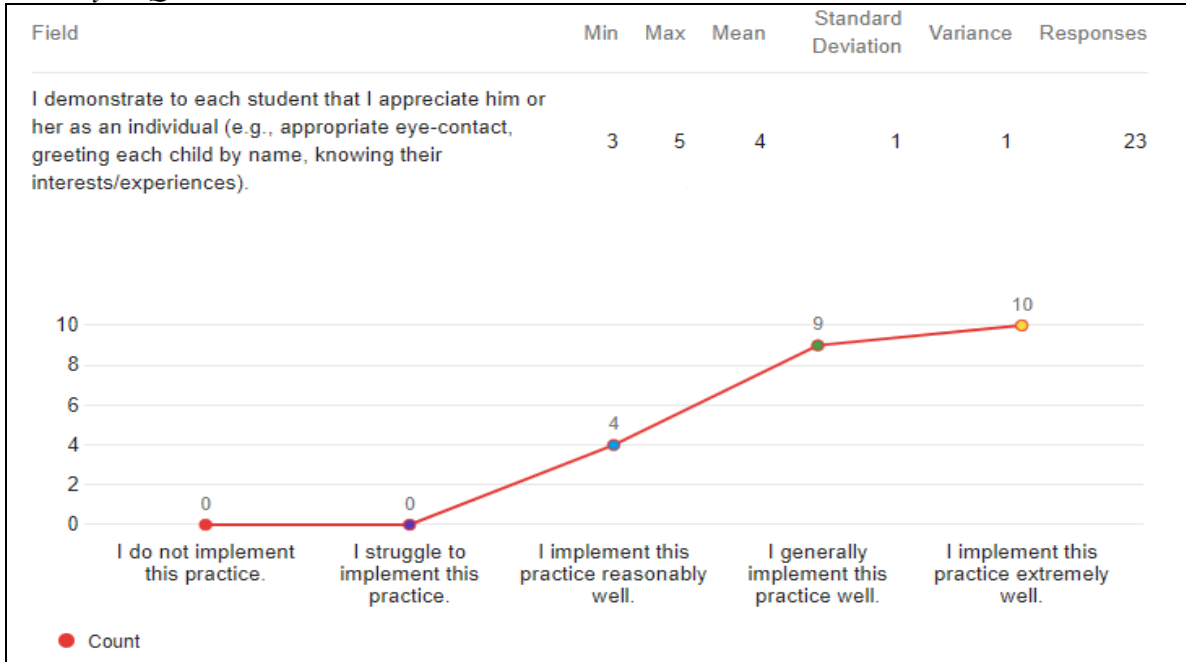 Field Min Max Mean Standard Deviation Variance Responses
I demonstrate to each student that I appreciate him or
her as an individual (e.g., appropriate eye-contact,
greeting each child by name, knowing their
interests/experiences).
3 5 4 1 1 23
10
8
6
4
2
0
0
0
4
9
10
I do not implement
this practice.
I struggle to
implement this
practice.
I implement this
practice reasonably
well.
I generally
implement this
practice well.
I implement this
practice extremely
well.
Count